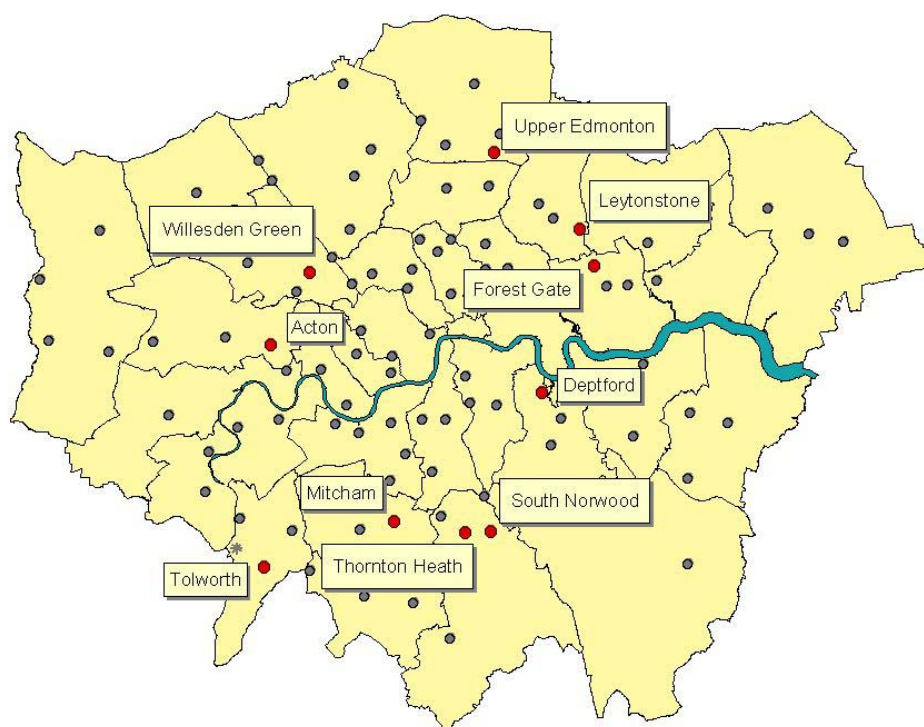 Upper Edmonton
Leytonstone
Willesden Green
Forest Gate
Acton
Deptford
Mitcham
South Norwood
Thornton Heath
Tolworth